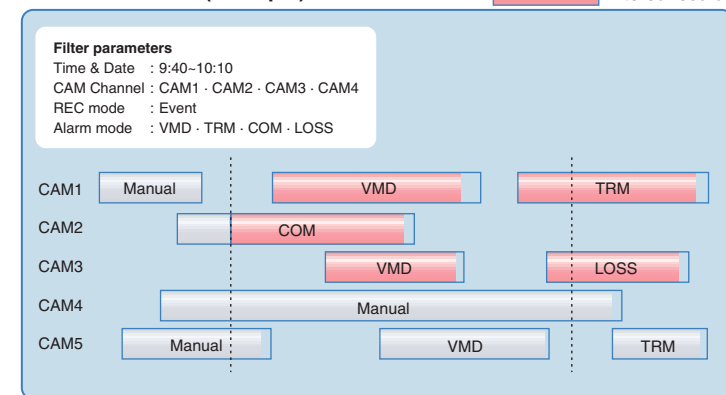 Filter parameters
Time & Date : 9:40~10:10
CAM Channel : CAM1 · CAM2 · CAM3 · CAM4
REC mode : Event
Alarm mode : VMD · TRM · COM · LOSS
CAM1 Manual VMD TRM
CAM2 COM
CAM3 VMD LOSS
CAM4 Manual
CAM5 Manual VMD TRM